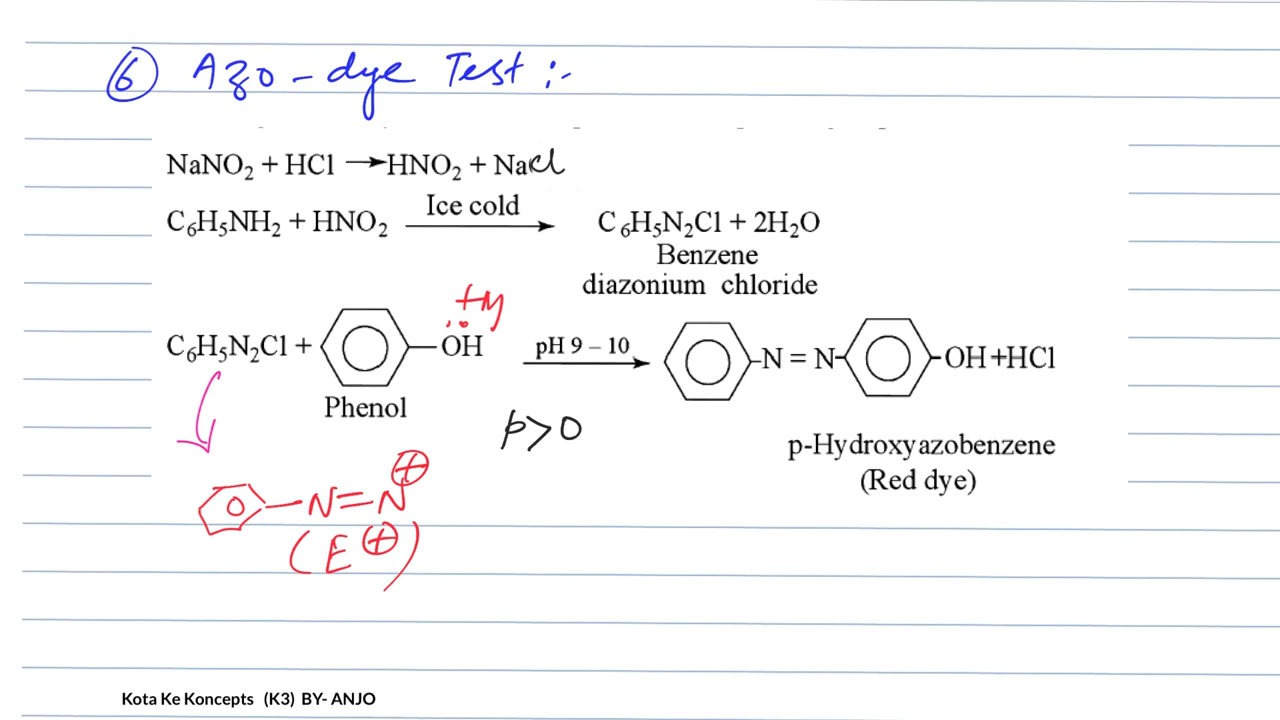 ⑥ Azo-dye Test :-
NaNO₂ + HCl → HNO₂ + NaCl
C₆H₅NH₂ + HNO₂ Ice cold → C₆H₅N₂Cl + 2H₂O
Benzene
diazonium chloride
+M
C₆H₅N₂Cl + OH pH 9 – 10 → N = N OH + HCl
Phenol
p > 0
p-Hydroxyazobenzene
(Red dye)
N = N ⊕
(E⊕)
Kota Ke Koncepts (K3) BY- ANJO